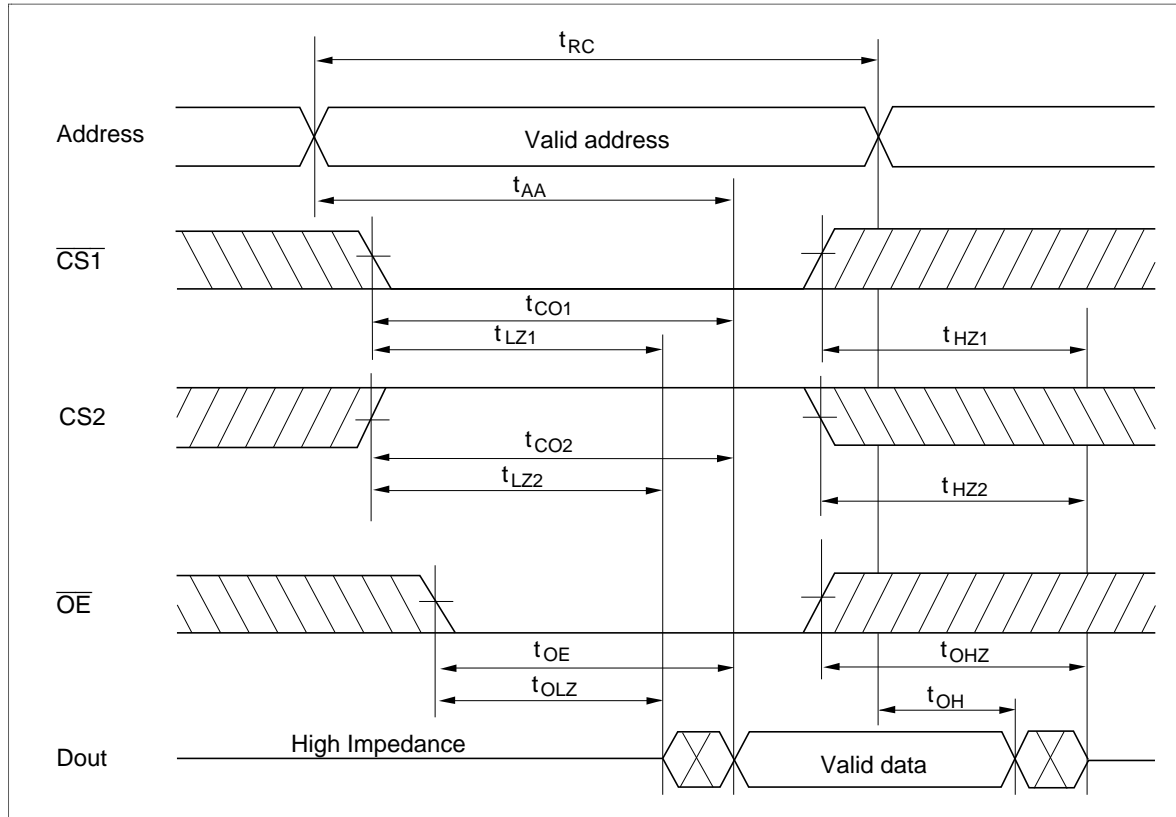 tRC
Address
Valid address
tAA
CS1
tCO1
tLZ1
tHZ1
CS2
tCO2
tLZ2
tHZ2
OE
tOE
tOHZ
tOLZ
tOH
Dout
High Impedance
Valid data